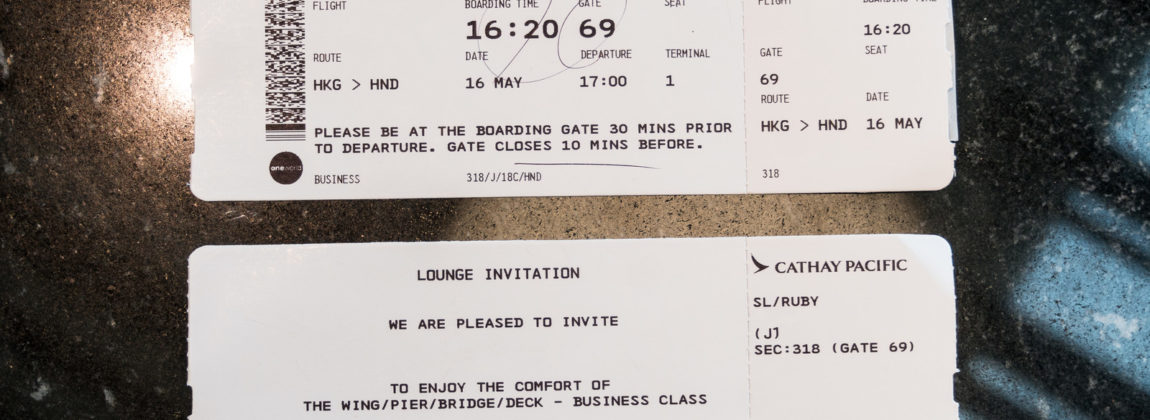 FLIGHT BOARDING TIME GATE SEAT
16:20 69
ROUTE DATE DEPARTURE TERMINAL
HKG > HND 16 MAY 17:00 1
PLEASE BE AT THE BOARDING GATE 30 MINS PRIOR
TO DEPARTURE. GATE CLOSES 10 MINS BEFORE.
oneworld
BUSINESS 318/J/18C/HND
FLIGHT BOARDING TIME
16:20
GATE SEAT
69
ROUTE DATE
HKG > HND 16 MAY
318
LOUNGE INVITATION
WE ARE PLEASED TO INVITE
TO ENJOY THE COMFORT OF
THE WING/PIER/BRIDGE/DECK - BUSINESS CLASS
CATHAY PACIFIC
SL/RUBY
(J)
SEC:318 (GATE 69)